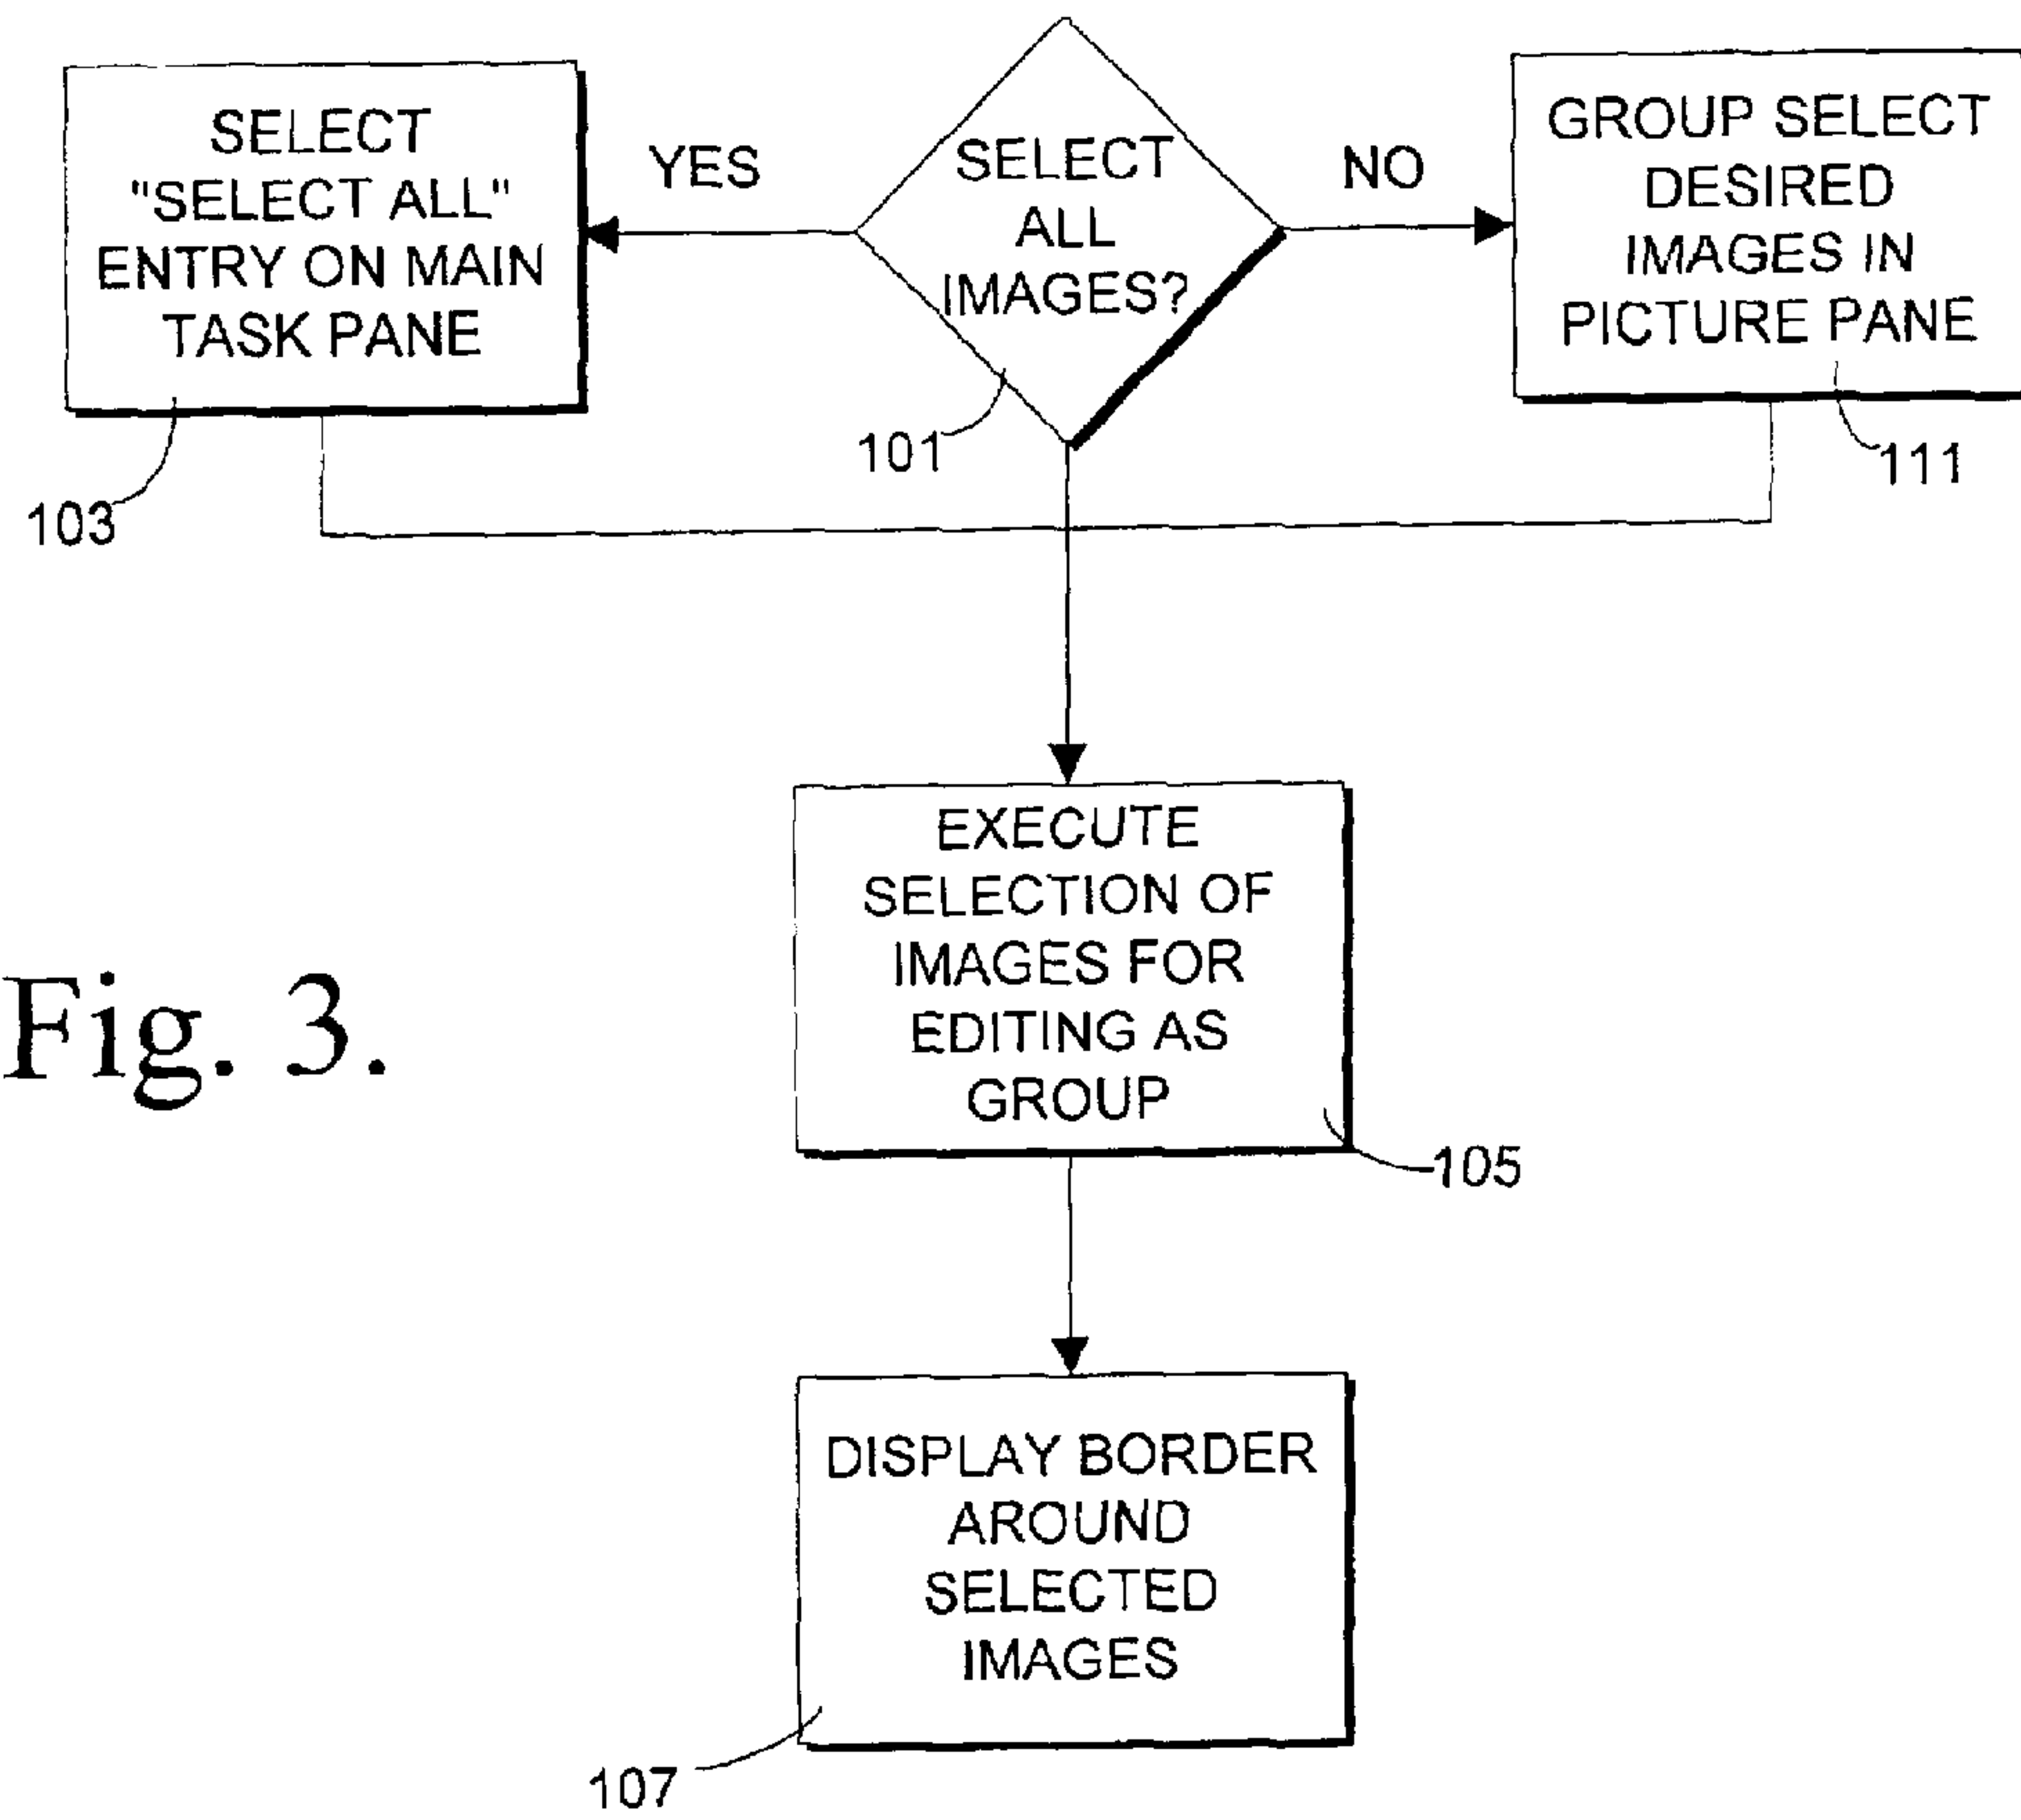 SELECT
"SELECT ALL"
ENTRY ON MAIN
TASK PANE
103
YES
SELECT
ALL
IMAGES?
101
NO
GROUP SELECT
DESIRED
IMAGES IN
PICTURE PANE
111
EXECUTE
SELECTION OF
IMAGES FOR
EDITING AS
GROUP
105
Fig. 3.
DISPLAY BORDER
AROUND
SELECTED
IMAGES
107